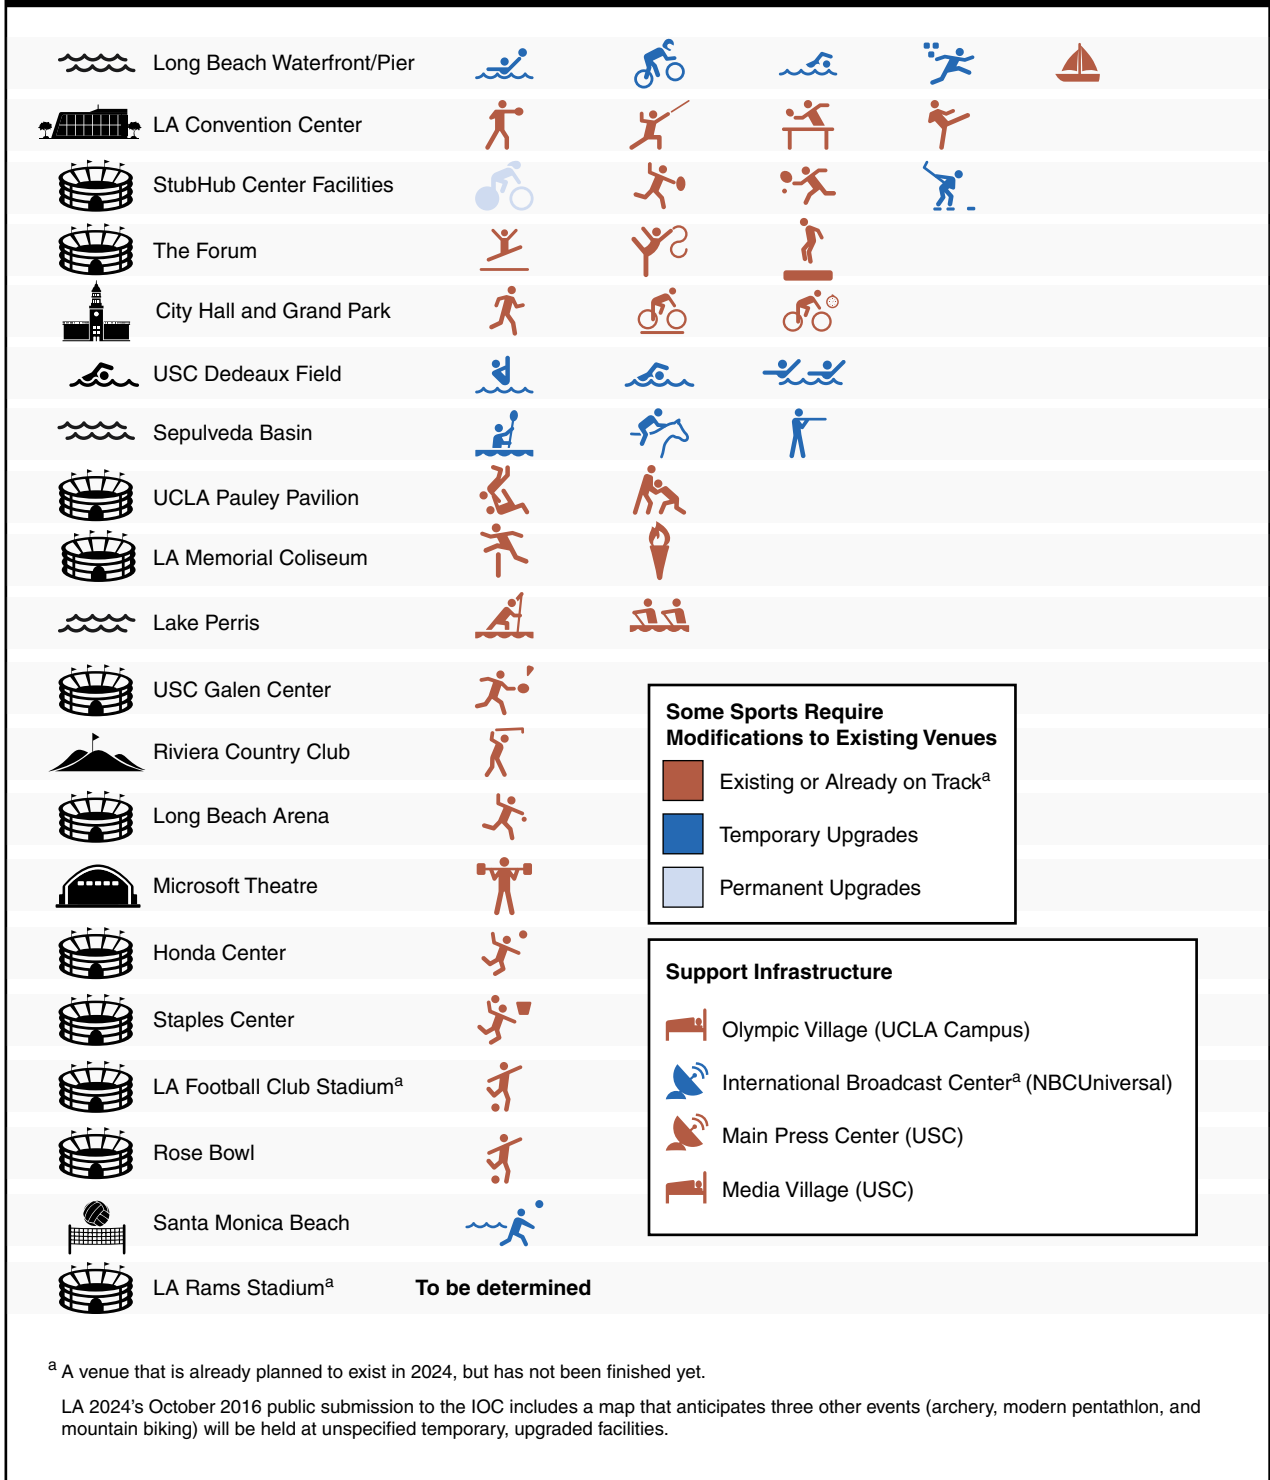 Long Beach Waterfront/Pier
LA Convention Center
StubHub Center Facilities
The Forum
City Hall and Grand Park
USC Dedeaux Field
Sepulveda Basin
UCLA Pauley Pavilion
LA Memorial Coliseum
Lake Perris
USC Galen Center
Riviera Country Club
Long Beach Arena
Microsoft Theatre
Honda Center
Staples Center
LA Football Club Stadiumᵃ
Rose Bowl
Santa Monica Beach
LA Rams Stadiumᵃ To be determined
Some Sports Require
Modifications to Existing Venues
Existing or Already on Trackᵃ
Temporary Upgrades
Permanent Upgrades
Support Infrastructure
Olympic Village (UCLA Campus)
International Broadcast Centerᵃ (NBCUniversal)
Main Press Center (USC)
Media Village (USC)
ᵃ A venue that is already planned to exist in 2024, but has not been finished yet.
LA 2024's October 2016 public submission to the IOC includes a map that anticipates three other events (archery, modern pentathlon, and
mountain biking) will be held at unspecified temporary, upgraded facilities.